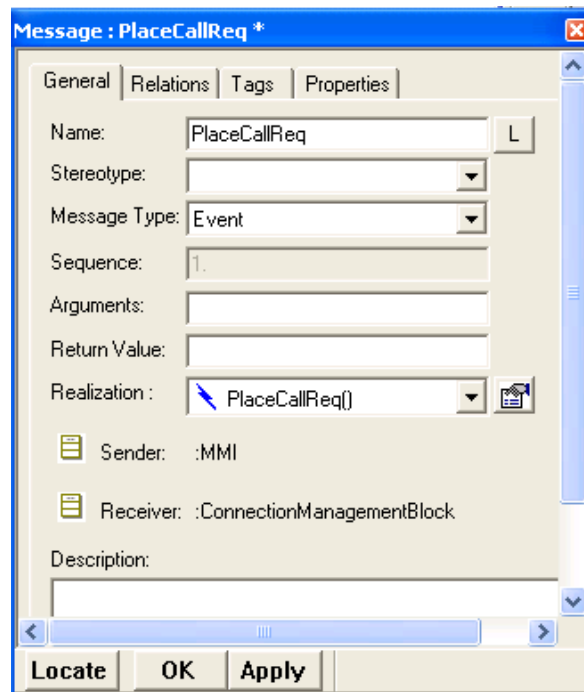 Message : PlaceCallReq *
General Relations Tags Properties
Name: PlaceCallReq L
Stereotype:
Message Type: Event
Sequence: 1.
Arguments:
Return Value:
Realization : PlaceCallReq()
Sender: :MMI
Receiver: :ConnectionManagementBlock
Description:
Locate OK Apply